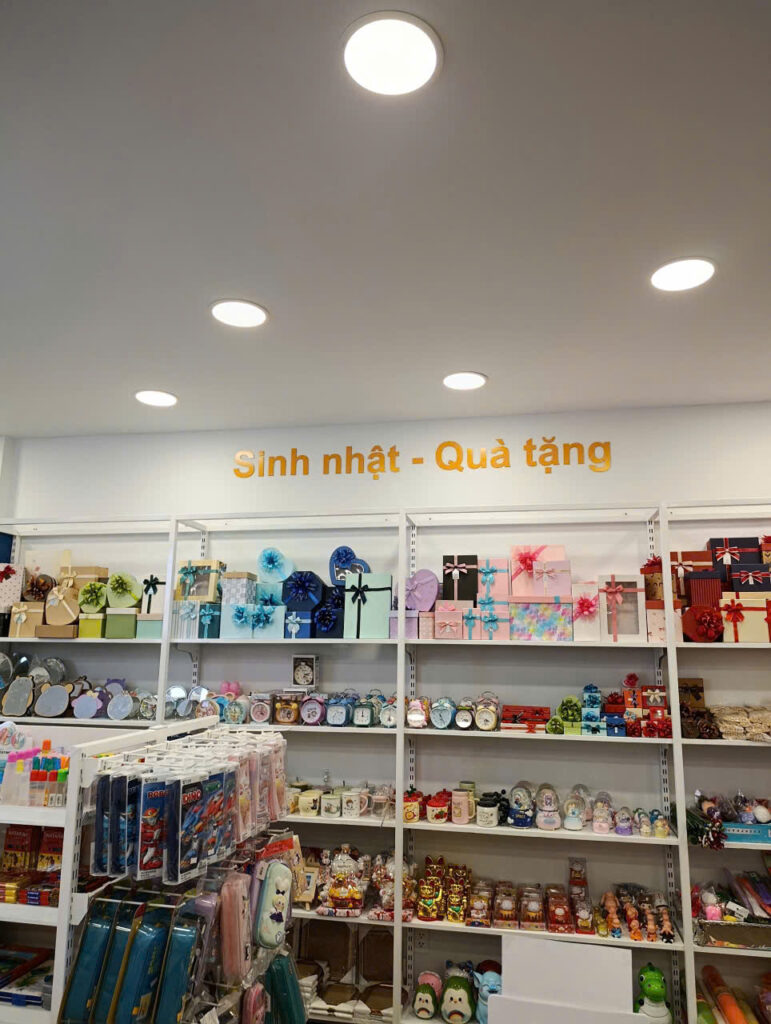 Sinh nhật - Quà tặng